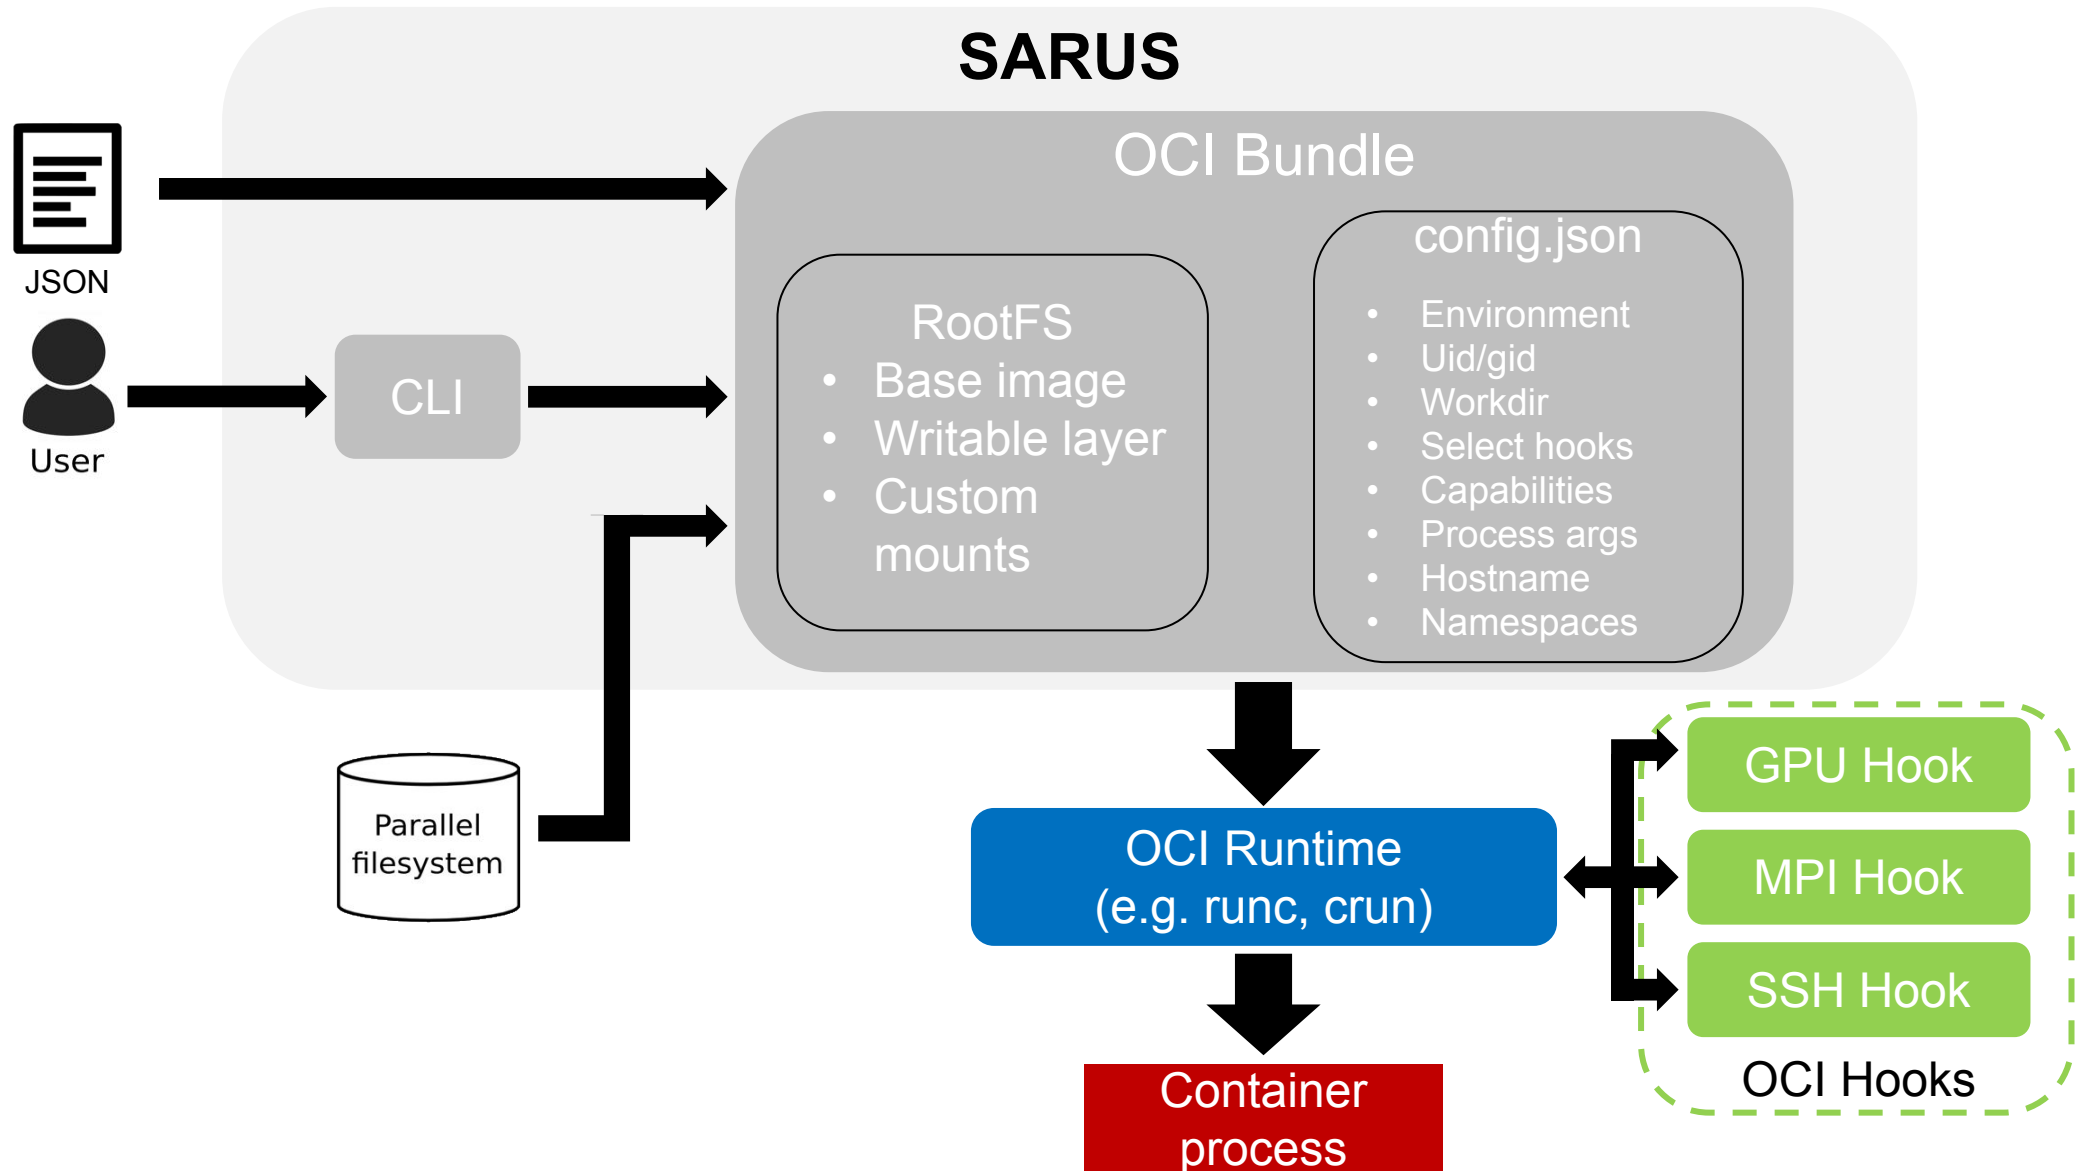 SARUS
JSON
User
CLI
Parallel
filesystem
OCI Bundle
RootFS
• Base image
• Writable layer
• Custom
mounts
config.json
• Environment
• Uid/gid
• Workdir
• Select hooks
• Capabilities
• Process args
• Hostname
• Namespaces
OCI Runtime
(e.g. runc, crun)
GPU Hook
MPI Hook
SSH Hook
OCI Hooks
Container
process